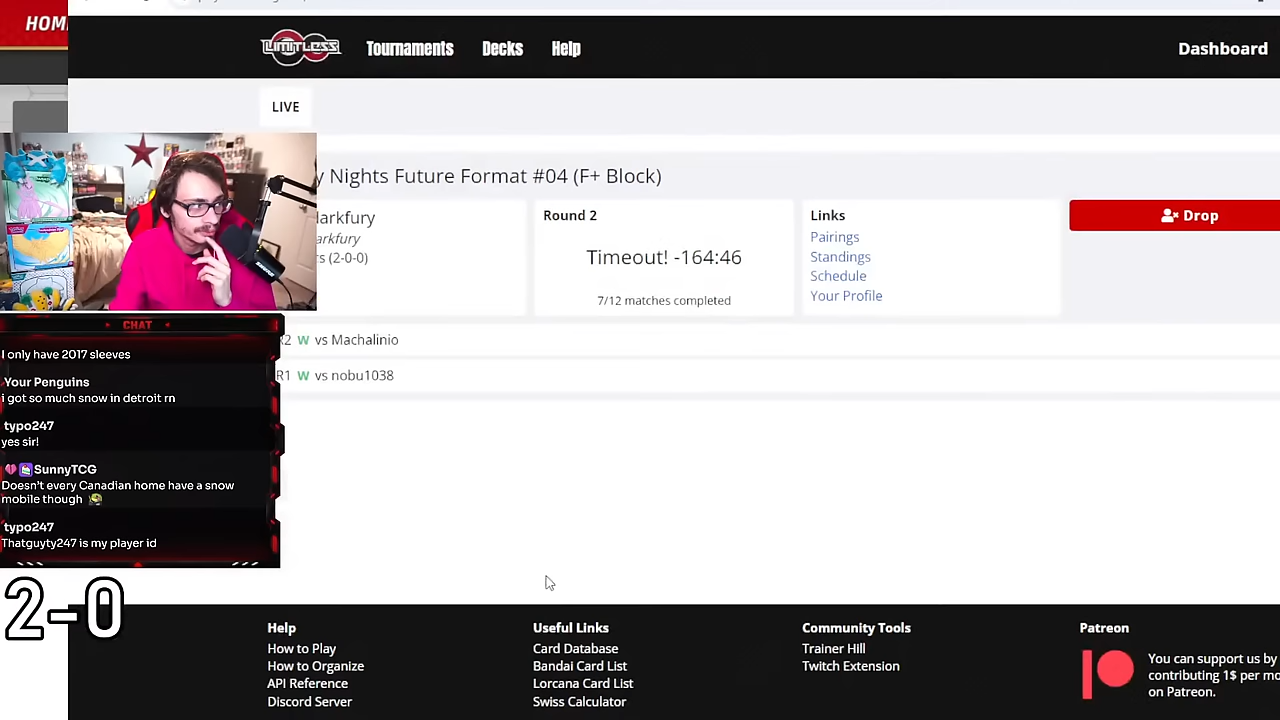 HOM
LIMITLESS
Tournaments
Decks
Help
Dashboard
LIVE
y Nights Future Format #04 (F+ Block)
darkfury
arkfury
rs (2-0-0)
Round 2
Timeout! -164:46
7/12 matches completed
Links
Pairings
Standings
Schedule
Your Profile
Drop
R2 W vs Machalinio
R1 W vs nobu1038
CHAT
I only have 2017 sleeves
Your Penguins
i got so much snow in detroit rn
typo247
yes sir!
SunnyTCG
Doesn't every Canadian home have a snow
mobile though
typo247
Thatguyty247 is my player id
2-0
Help
How to Play
How to Organize
API Reference
Discord Server
Useful Links
Card Database
Bandai Card List
Lorcana Card List
Swiss Calculator
Community Tools
Trainer Hill
Twitch Extension
Patreon
You can support us by
contributing 1$ per mo
on Patreon.